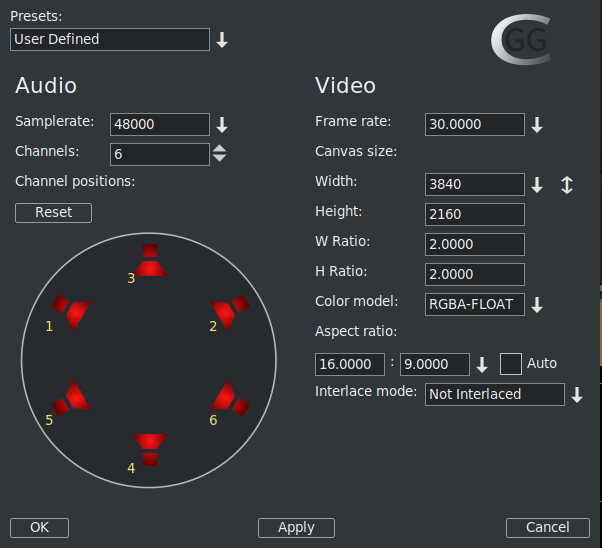 Presets:
User Defined
CGG
Audio
Samplerate: 48000
Channels: 6
Channel positions:
Reset
3
1
2
5
6
4
Video
Frame rate: 30.0000
Canvas size:
Width: 3840
Height: 2160
W Ratio: 2.0000
H Ratio: 2.0000
Color model: RGBA-FLOAT
Aspect ratio:
16.0000 : 9.0000 Auto
Interlace mode: Not Interlaced
OK
Apply
Cancel